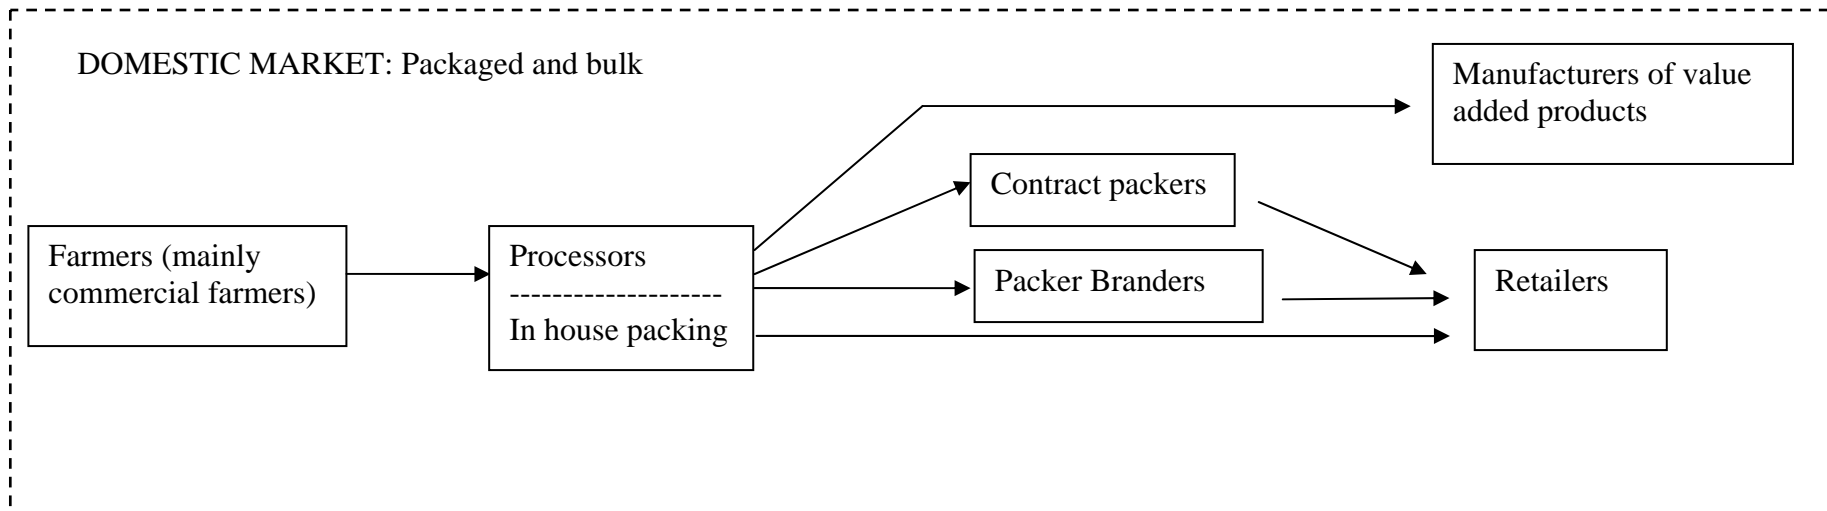 DOMESTIC MARKET: Packaged and bulk
Manufacturers of value
added products
Contract packers
Farmers (mainly
commercial farmers)
Processors
--------------------
In house packing
Packer Branders
Retailers